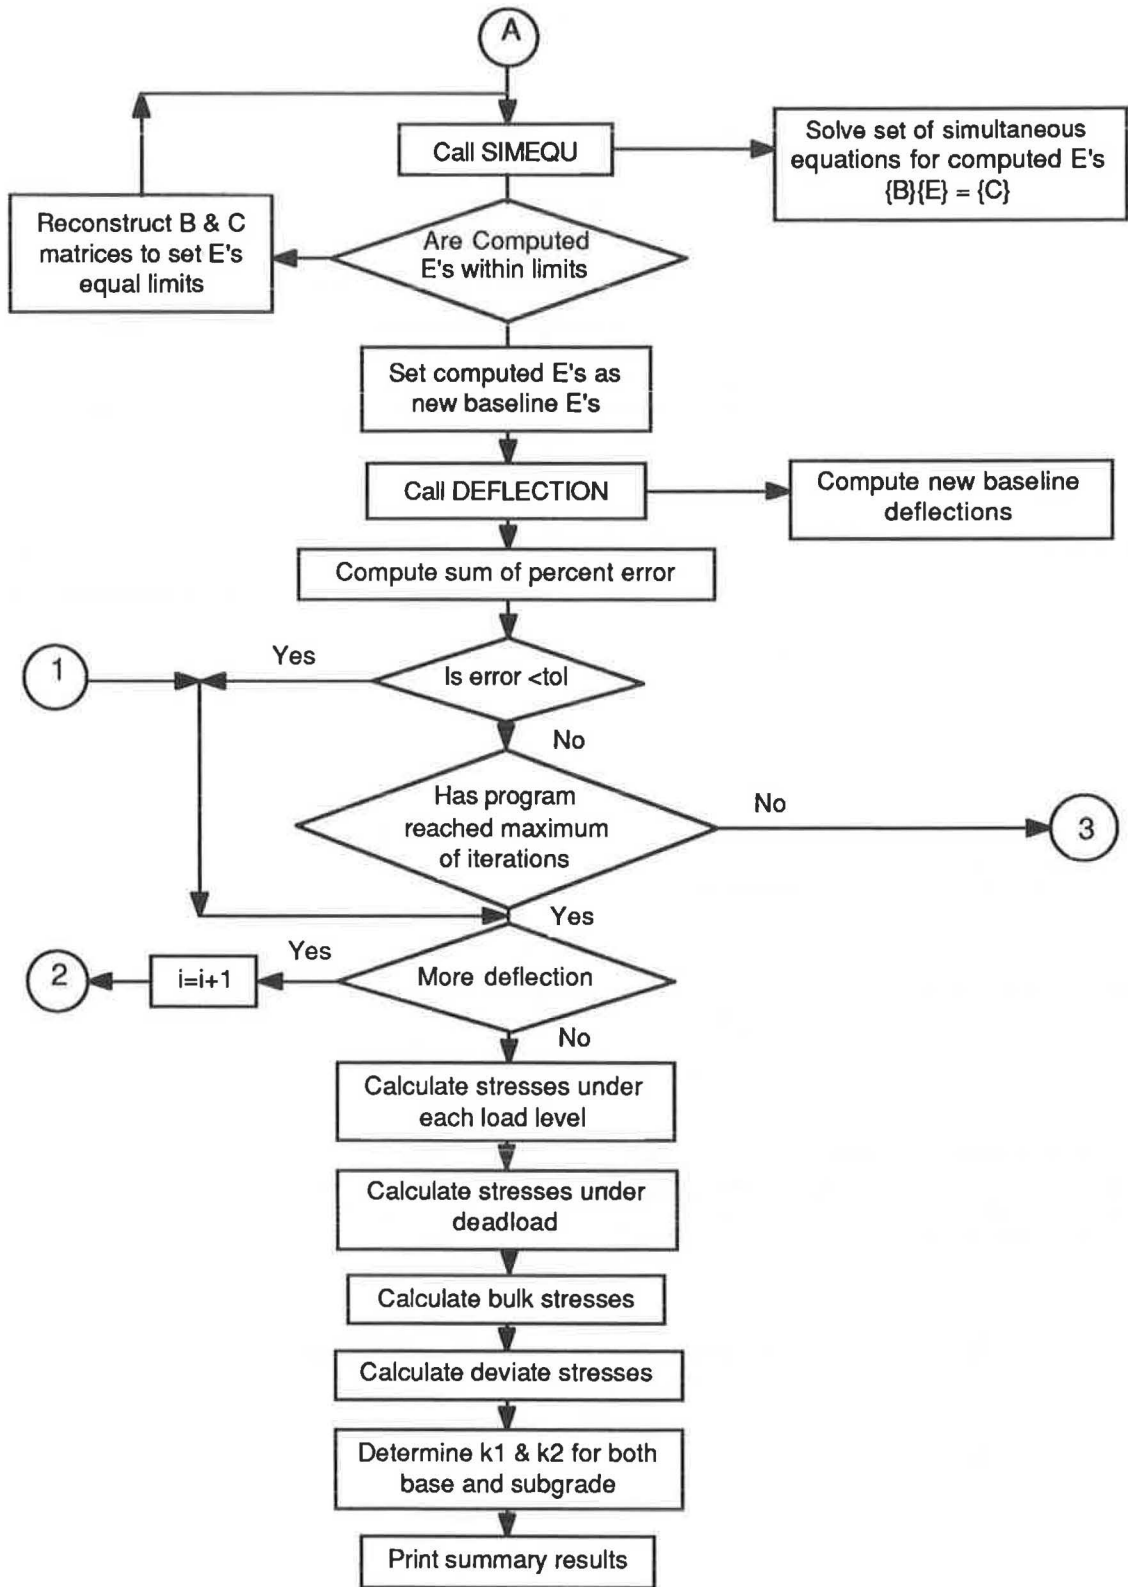 A
Call SIMEQU
Solve set of simultaneous
equations for computed E's
{B}{E} = {C}
Reconstruct B & C
matrices to set E's
equal limits
Are Computed
E's within limits
Set computed E's as
new baseline E's
Call DEFLECTION
Compute new baseline
deflections
Compute sum of percent error
1
Yes
Is error <tol
No
Has program
reached maximum
of iterations
No
3
Yes
2
i=i+1
Yes
More deflection
No
Calculate stresses under
each load level
Calculate stresses under
deadload
Calculate bulk stresses
Calculate deviate stresses
Determine k1 & k2 for both
base and subgrade
Print summary results